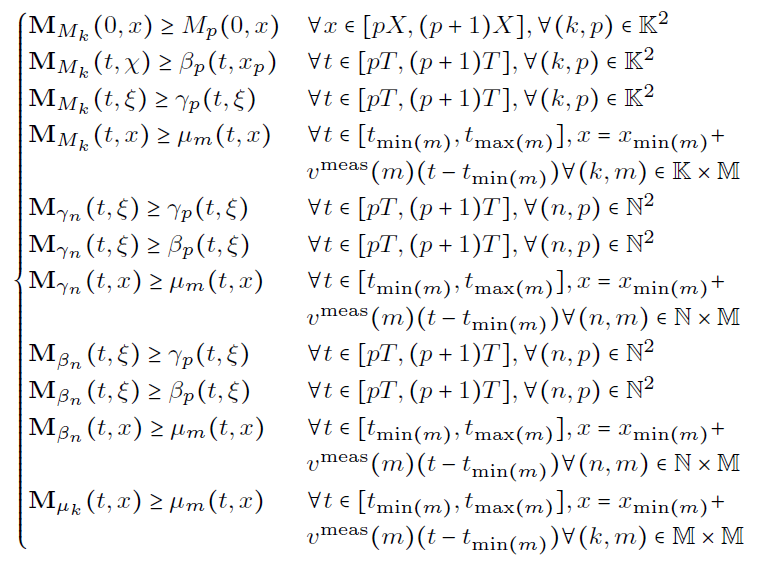 𝐌_{M_k}(0, x) ≥ M_p(0, x) ∀x ∈ [pX, (p + 1)X], ∀(k, p) ∈ 𝕂²
𝐌_{M_k}(t, χ) ≥ β_p(t, x_p) ∀t ∈ [pT, (p + 1)T], ∀(k, p) ∈ 𝕂²
𝐌_{M_k}(t, ξ) ≥ γ_p(t, ξ) ∀t ∈ [pT, (p + 1)T], ∀(k, p) ∈ 𝕂²
𝐌_{M_k}(t, x) ≥ μ_m(t, x) ∀t ∈ [t_{min(m)}, t_{max(m)}], x = x_{min(m)}+
v^{meas}(m)(t − t_{min(m)})∀(k, m) ∈ 𝕂 × 𝕄
𝐌_{γ_n}(t, ξ) ≥ γ_p(t, ξ) ∀t ∈ [pT, (p + 1)T], ∀(n, p) ∈ ℕ²
𝐌_{γ_n}(t, ξ) ≥ β_p(t, ξ) ∀t ∈ [pT, (p + 1)T], ∀(n, p) ∈ ℕ²
𝐌_{γ_n}(t, x) ≥ μ_m(t, x) ∀t ∈ [t_{min(m)}, t_{max(m)}], x = x_{min(m)}+
v^{meas}(m)(t − t_{min(m)})∀(n, m) ∈ ℕ × 𝕄
𝐌_{β_n}(t, ξ) ≥ γ_p(t, ξ) ∀t ∈ [pT, (p + 1)T], ∀(n, p) ∈ ℕ²
𝐌_{β_n}(t, ξ) ≥ β_p(t, ξ) ∀t ∈ [pT, (p + 1)T], ∀(n, p) ∈ ℕ²
𝐌_{β_n}(t, x) ≥ μ_m(t, x) ∀t ∈ [t_{min(m)}, t_{max(m)}], x = x_{min(m)}+
v^{meas}(m)(t − t_{min(m)})∀(n, m) ∈ ℕ × 𝕄
𝐌_{μ_k}(t, x) ≥ μ_m(t, x) ∀t ∈ [t_{min(m)}, t_{max(m)}], x = x_{min(m)}+
v^{meas}(m)(t − t_{min(m)})∀(k, m) ∈ 𝕄 × 𝕄